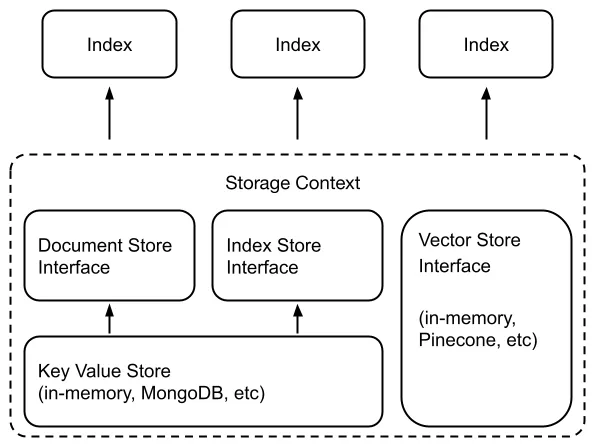 Index
Index
Index
Storage Context
Document Store
Interface
Index Store
Interface
Vector Store
Interface
(in-memory,
Pinecone, etc)
Key Value Store
(in-memory, MongoDB, etc)